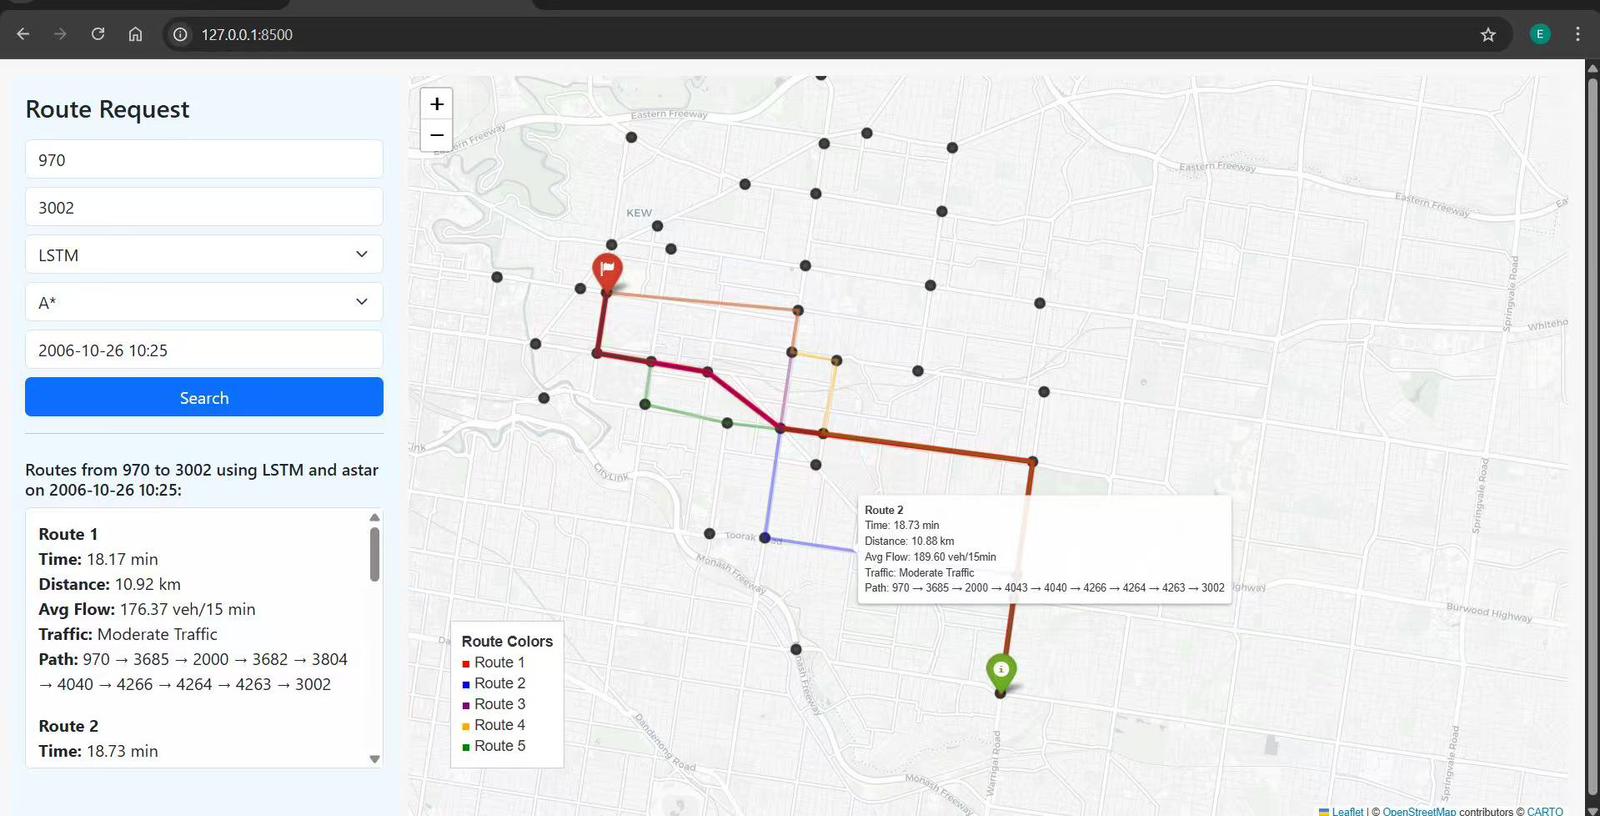 127.0.0.1:8500
E
Route Request
970
3002
LSTM
A*
2006-10-26 10:25
Search
Routes from 970 to 3002 using LSTM and astar
on 2006-10-26 10:25:
Route 1
Time: 18.17 min
Distance: 10.92 km
Avg Flow: 176.37 veh/15 min
Traffic: Moderate Traffic
Path: 970 → 3685 → 2000 → 3682 → 3804
→ 4040 → 4266 → 4264 → 4263 → 3002
Route 2
Time: 18.73 min
+
−
Eastern Freeway
Eastern Freeway
Eastern Freeway
Eastern Freeway
KEW
Springvale Road
CityLink
Toorak
Monash Freeway
Springvale Road
Route 2
Time: 18.73 min
Distance: 10.88 km
Avg Flow: 189.60 veh/15min
Traffic: Moderate Traffic
Path: 970 → 3685 → 2000 → 4043 → 4040 → 4266 → 4264 → 4263 → 3002
Burwood Highway
Route Colors
Route 1
Route 2
Route 3
Route 4
Route 5
Monash Freeway
Dandenong Road
Warrigal Road
Monash Freeway
Springvale Road
Leaflet | © OpenStreetMap contributors © CARTO